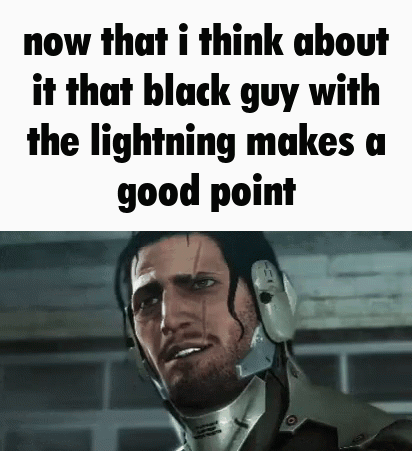 now that i think about
it that black guy with
the lightning makes a
good point